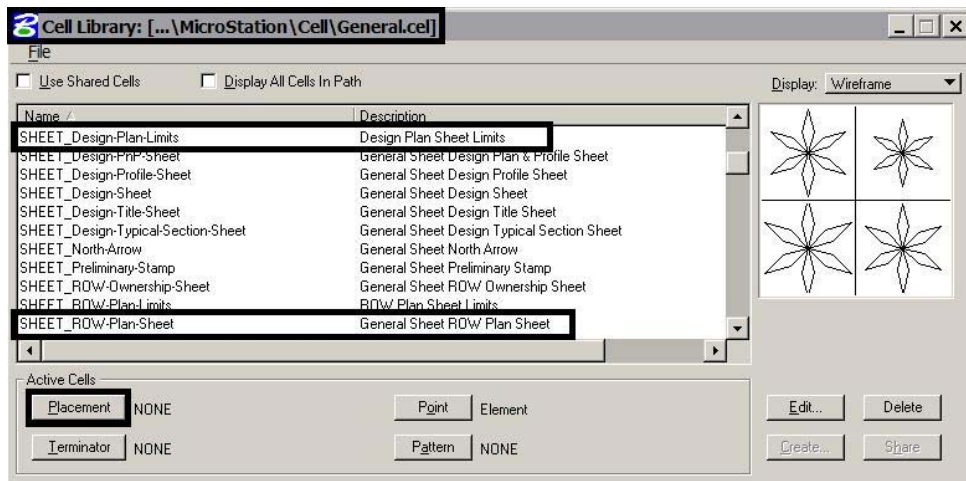 Cell Library: [...\MicroStation\Cell\General.cel]
File
Use Shared Cells Display All Cells In Path Display: Wireframe
Name Description
SHEET_Design-Plan-Limits Design Plan Sheet Limits
SHEET_Design-PnP-Sheet General Sheet Design Plan & Profile Sheet
SHEET_Design-Profile-Sheet General Sheet Design Profile Sheet
SHEET_Design-Sheet General Sheet Design Sheet
SHEET_Design-Title-Sheet General Sheet Design Title Sheet
SHEET_Design-Typical-Section-Sheet General Sheet Design Typical Section Sheet
SHEET_North-Arrow General Sheet North Arrow
SHEET_Preliminary-Stamp General Sheet Preliminary Stamp
SHEET_ROW-Ownership-Sheet General Sheet ROW Ownership Sheet
SHEET_ROW-Plan-Limits ROW Plan Sheet Limits
SHEET_ROW-Plan-Sheet General Sheet ROW Plan Sheet
Active Cells
Placement NONE Point Element Edit... Delete
Terminator NONE Pattern NONE Create... Share